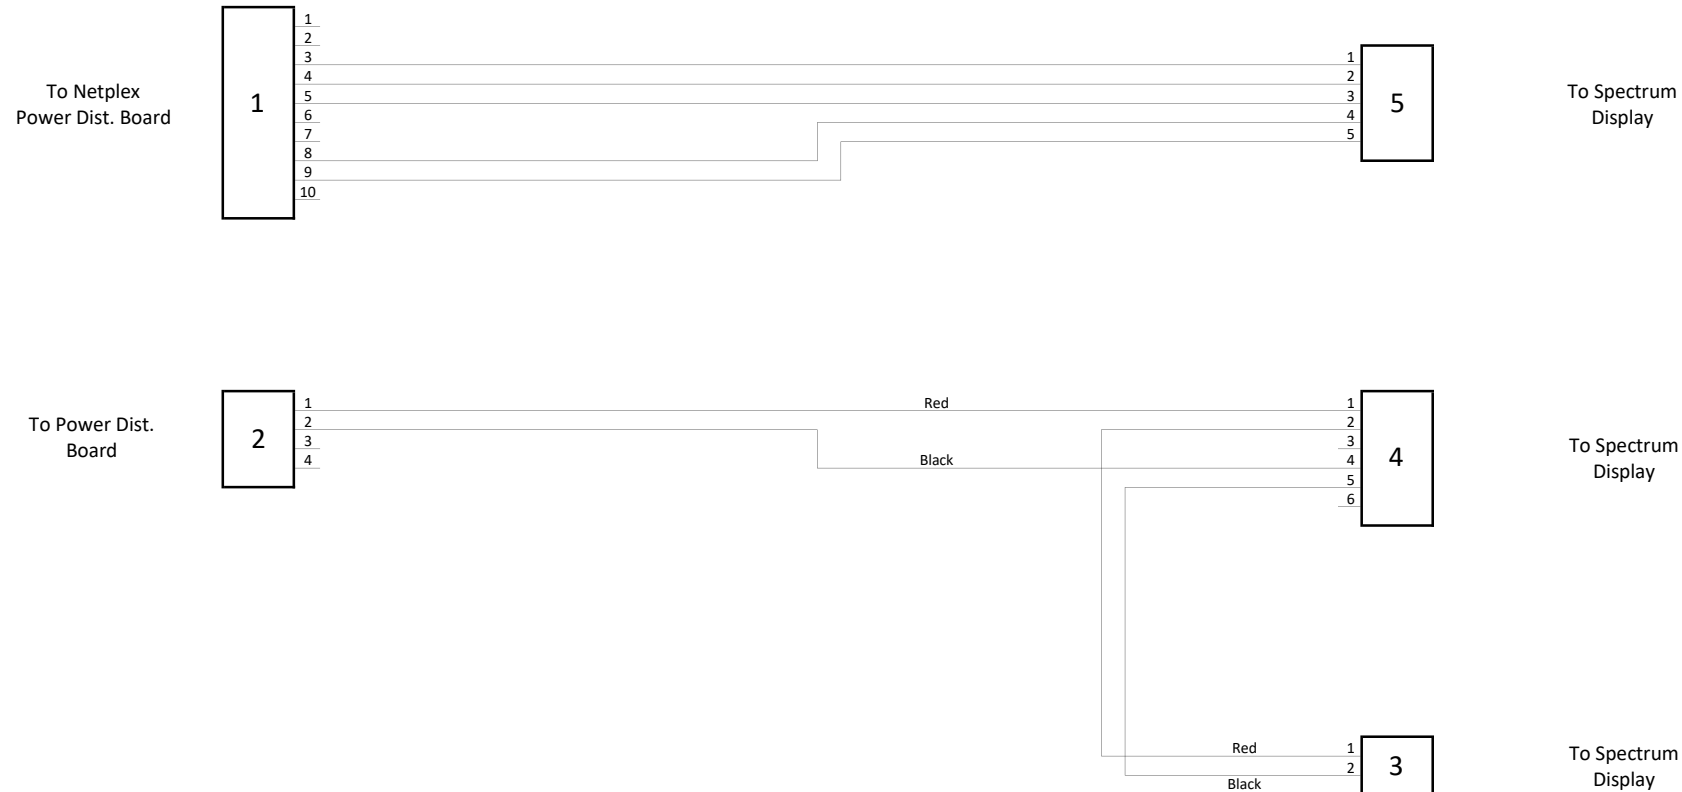 To Netplex
Power Dist. Board
1
1
2
3
4
5
6
7
8
9
10
1
2
3
4
5
5
To Spectrum
Display
To Power Dist.
Board
2
1
2
3
4
Red
Black
1
2
3
4
5
6
4
To Spectrum
Display
Red
Black
1
2
3
To Spectrum
Display